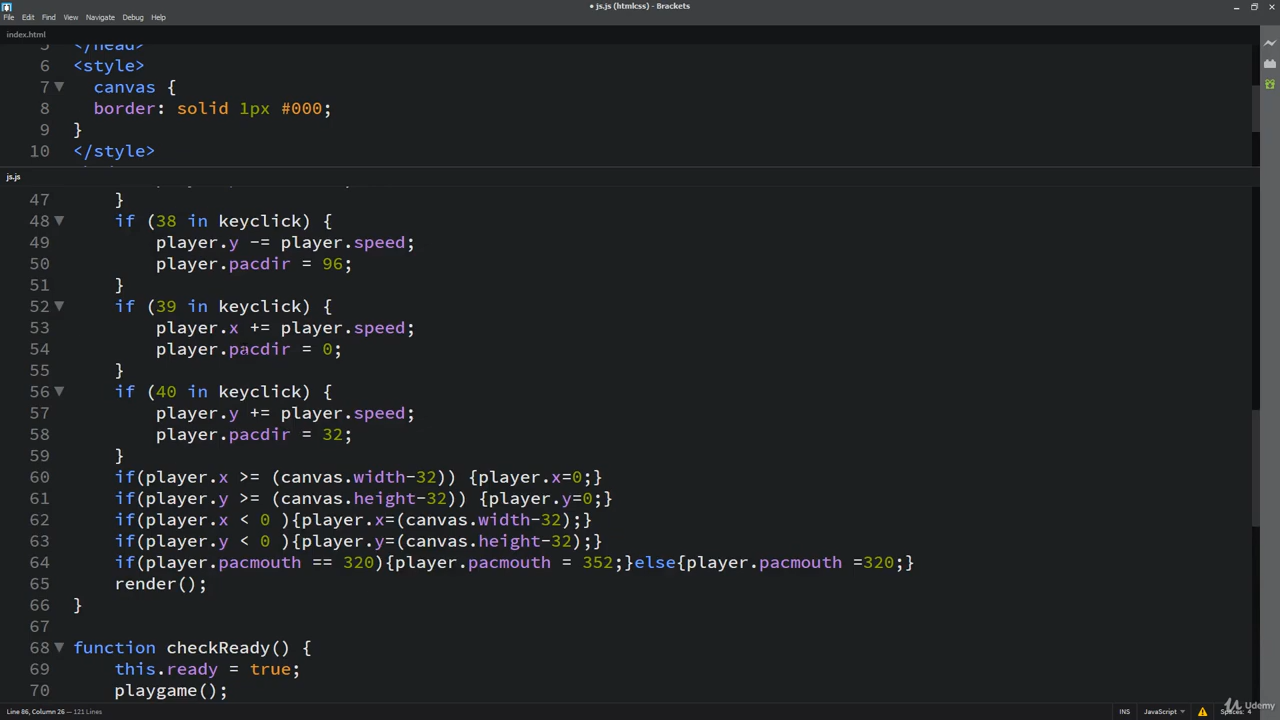 • js.js (htmlcss) - Brackets
File Edit Find View Navigate Debug Help
index.html
5 </head>
6 <style>
7 canvas {
8 border: solid 1px #000;
9 }
10 </style>
js.js
47 }
48 if (38 in keyclick) {
49 player.y -= player.speed;
50 player.pacdir = 96;
51 }
52 if (39 in keyclick) {
53 player.x += player.speed;
54 player.pacdir = 0;
55 }
56 if (40 in keyclick) {
57 player.y += player.speed;
58 player.pacdir = 32;
59 }
60 if(player.x >= (canvas.width-32)) {player.x=0;}
61 if(player.y >= (canvas.height-32)) {player.y=0;}
62 if(player.x < 0 ){player.x=(canvas.width-32);}
63 if(player.y < 0 ){player.y=(canvas.height-32);}
64 if(player.pacmouth == 320){player.pacmouth = 352;}else{player.pacmouth =320;}
65 render();
66 }
67
68 function checkReady() {
69 this.ready = true;
70 playgame();
Line 86, Column 26 — 121 Lines
INS JavaScript Spaces: 4
Udemy